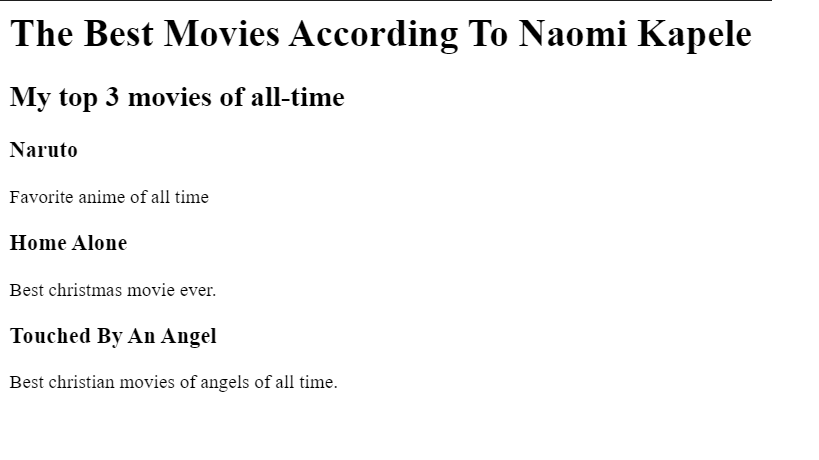 The Best Movies According To Naomi Kapele
My top 3 movies of all-time
Naruto
Favorite anime of all time
Home Alone
Best christmas movie ever.
Touched By An Angel
Best christian movies of angels of all time.